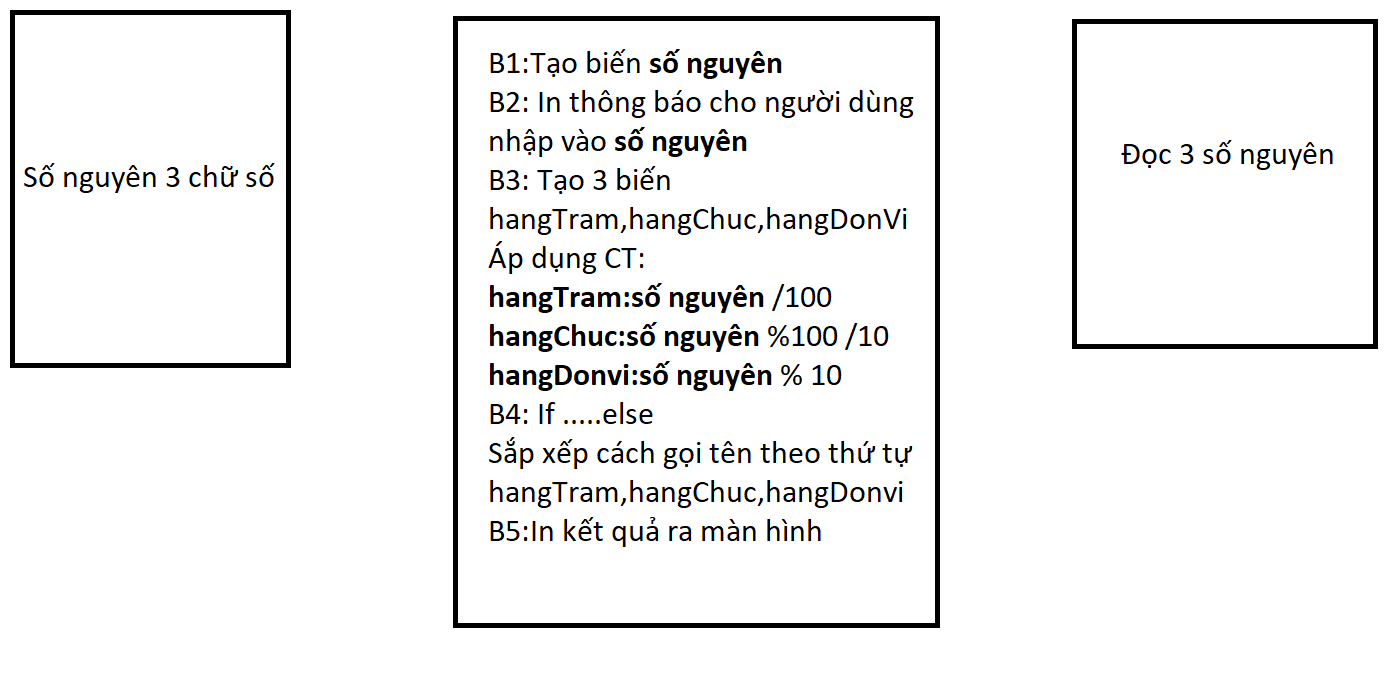 Số nguyên 3 chữ số
B1:Tạo biến số nguyên
B2: In thông báo cho người dùng
nhập vào số nguyên
B3: Tạo 3 biến
hangTram,hangChuc,hangDonVi
Áp dụng CT:
hangTram:số nguyên /100
hangChuc:số nguyên %100 /10
hangDonvi:số nguyên % 10
B4: If .....else
Sắp xếp cách gọi tên theo thứ tự
hangTram,hangChuc,hangDonvi
B5:In kết quả ra màn hình
Đọc 3 số nguyên